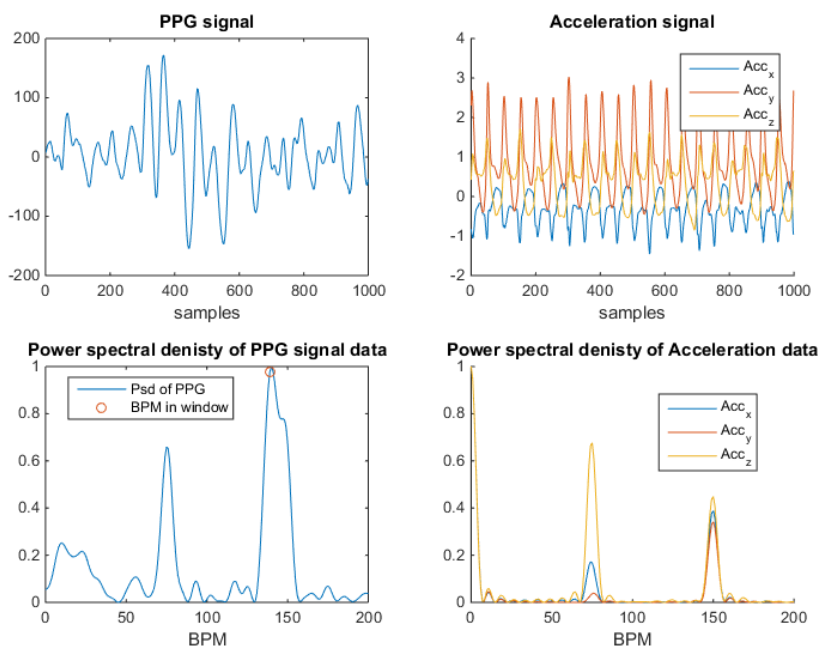 PPG signal
200
100
0
-100
-200
0 200 400 600 800 1000
samples
Acceleration signal
4
3
2
1
0
-1
-2
0 200 400 600 800 1000
samples
Accx
Accy
Accz
Power spectral denisty of PPG signal data
1
0.8
0.6
0.4
0.2
0
0 50 100 150 200
BPM
Psd of PPG
BPM in window
Power spectral denisty of Acceleration data
1
0.8
0.6
0.4
0.2
0
0 50 100 150 200
BPM
Accx
Accy
Accz